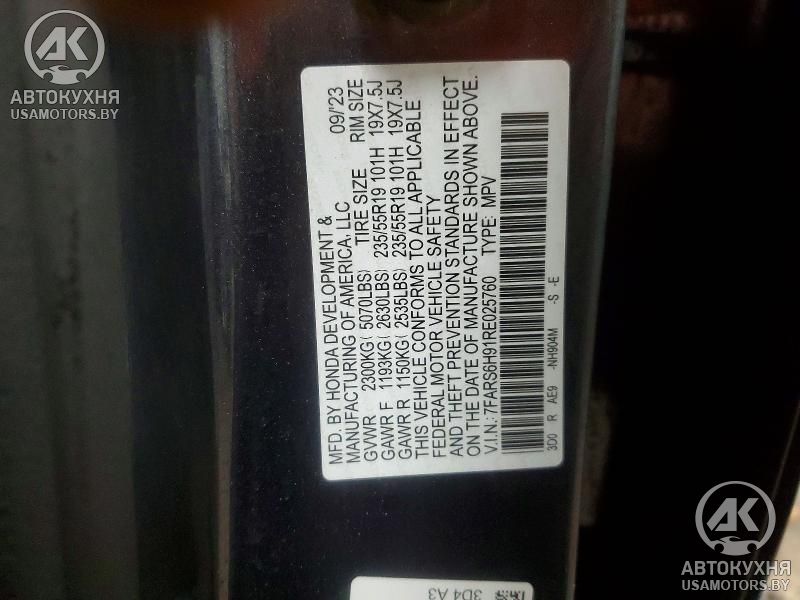 AK
АВТОКУХНЯ
USAMOTORS.BY
MFD. BY HONDA DEVELOPMENT & 09/'23
MANUFACTURING OF AMERICA, LLC
TIRE SIZE RIM SIZE
GVWR 2300KG( 5070LBS)
GAWR F 1193KG( 2630LBS) 235/55R19 101H 19X7.5J
GAWR R 1150KG( 2535LBS) 235/55R19 101H 19X7.5J
THIS VEHICLE CONFORMS TO ALL APPLICABLE
FEDERAL MOTOR VEHICLE SAFETY
AND THEFT PREVENTION STANDARDS IN EFFECT
ON THE DATE OF MANUFACTURE SHOWN ABOVE.
V.I.N.: 7FARS6H91RE025760 TYPE: MPV
3D0 R AE9 -NH904M -S -E
3D4 A3
AK
АВТОКУХНЯ
USAMOTORS.BY